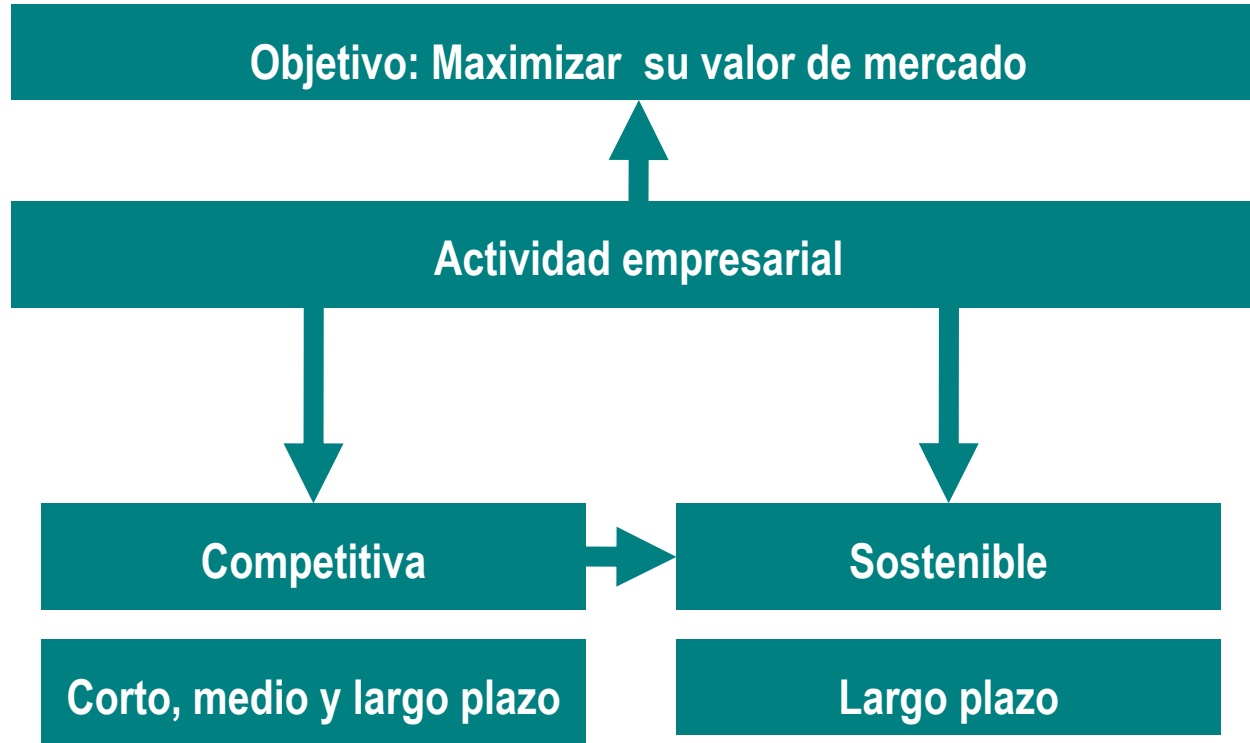 Objetivo: Maximizar su valor de mercado
Actividad empresarial
Competitiva
Sostenible
Corto, medio y largo plazo
Largo plazo